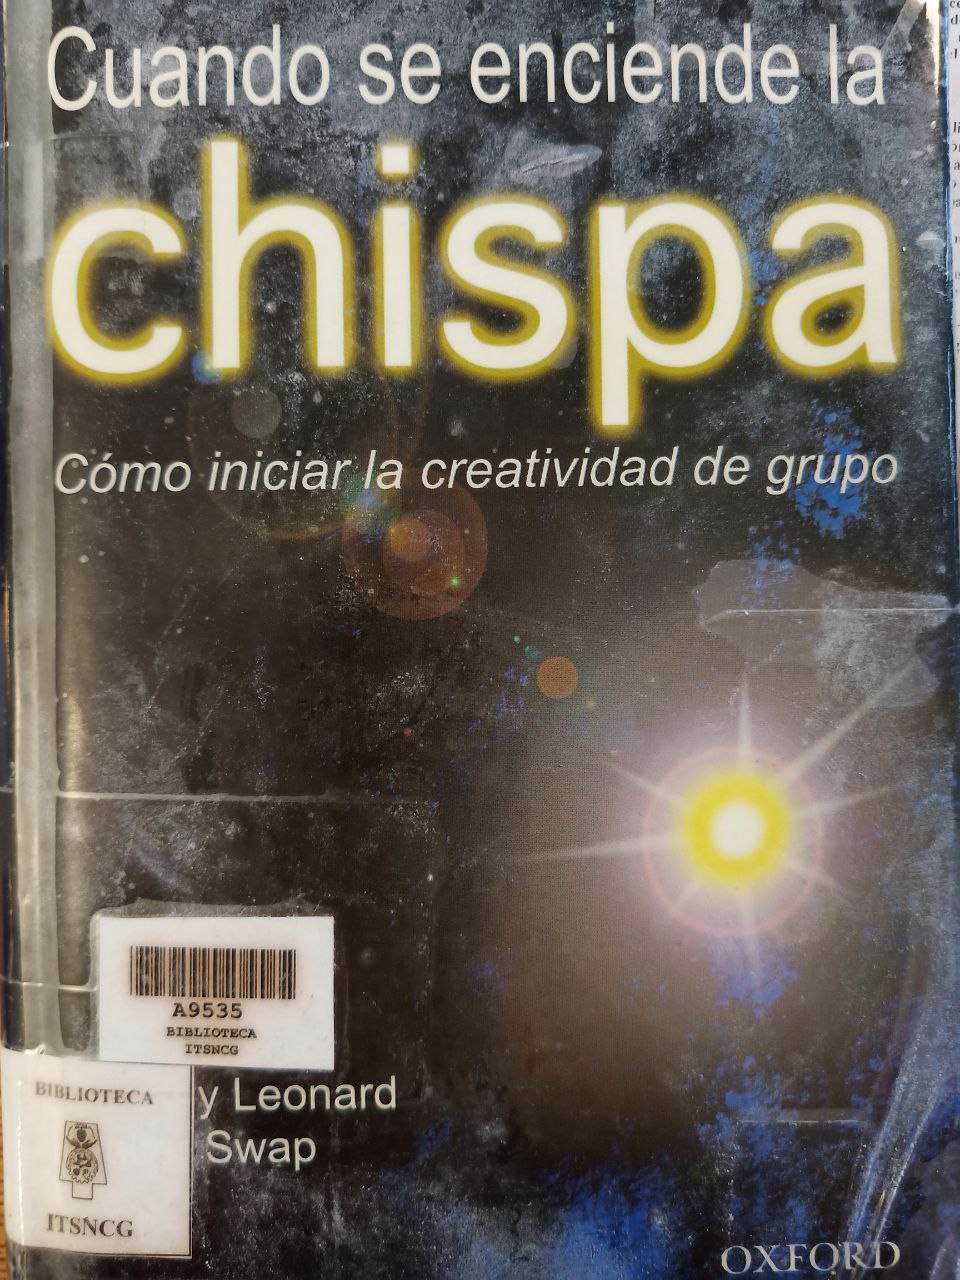 Cuando se enciende la
chispa
Cómo iniciar la creatividad de grupo
A9535
BIBLIOTECA
ITSNCG
BIBLIOTECA
ITSNCG
y Leonard
Swap
OXFORD